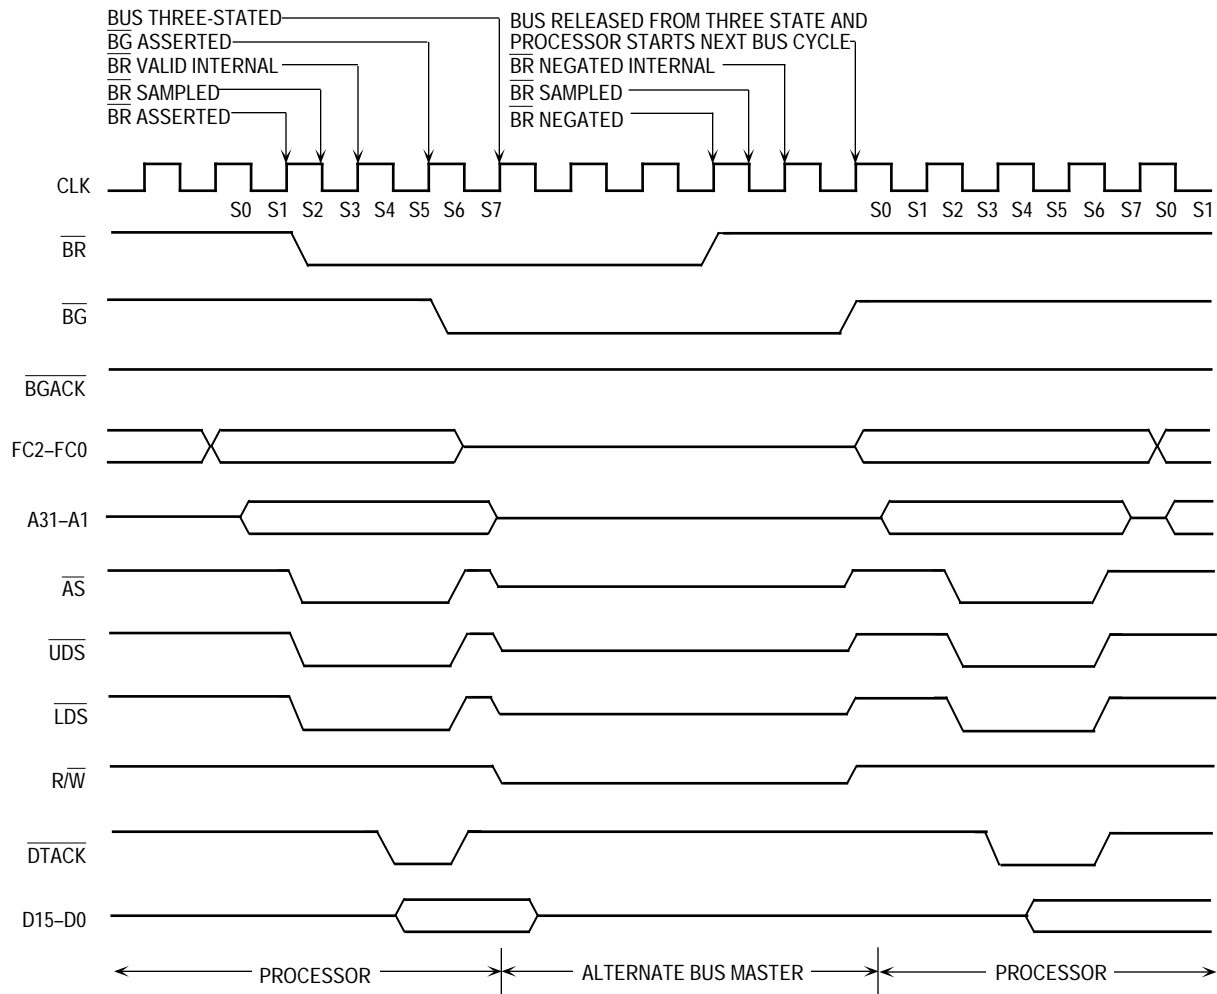 BUS THREE-STATED
BG ASSERTED
BR VALID INTERNAL
BR SAMPLED
BR ASSERTED
BUS RELEASED FROM THREE STATE AND
PROCESSOR STARTS NEXT BUS CYCLE
BR NEGATED INTERNAL
BR SAMPLED
BR NEGATED
CLK
S0 S1 S2 S3 S4 S5 S6 S7 S0 S1 S2 S3 S4 S5 S6 S7 S0 S1
BR
BG
BGACK
FC2–FC0
A31–A1
AS
UDS
LDS
R/W
DTACK
D15–D0
PROCESSOR ALTERNATE BUS MASTER PROCESSOR